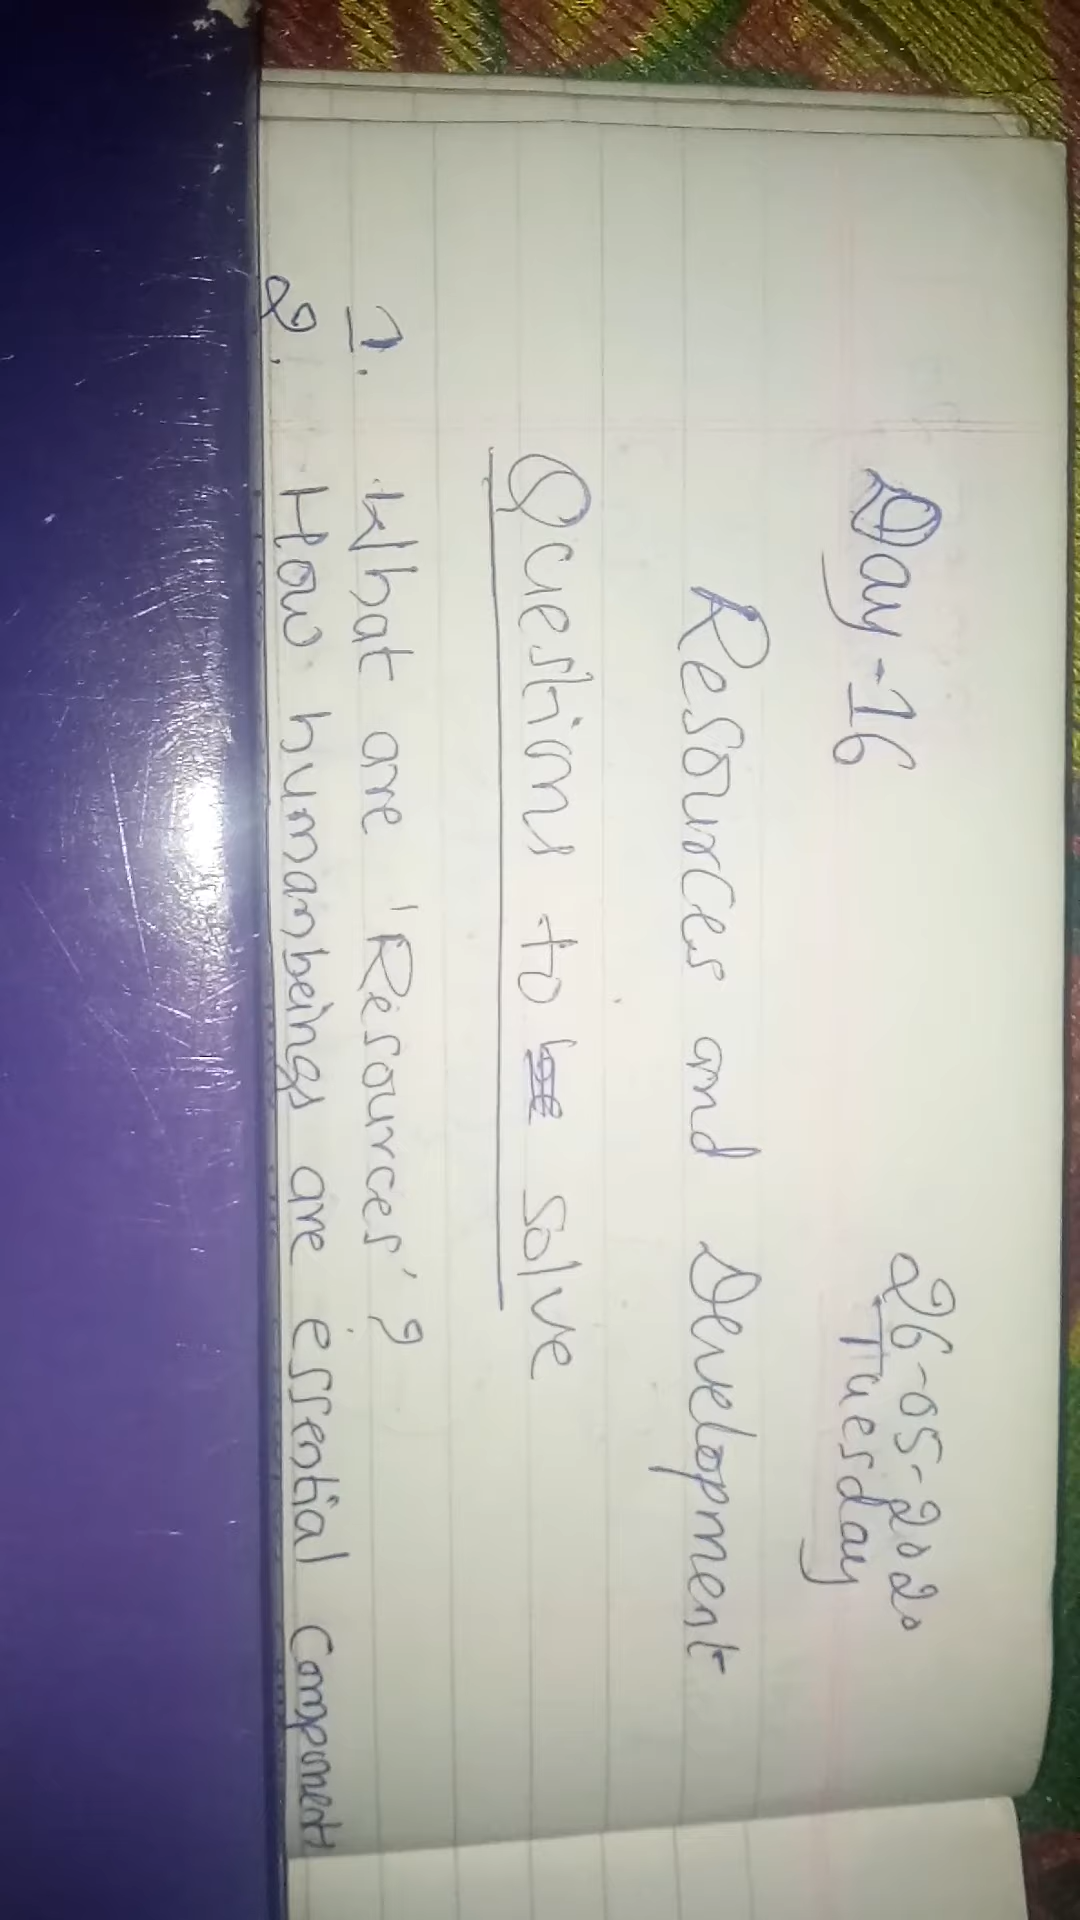 Day-16
26-05-2020
Tuesday
Resources and Development
Questions to solve
1. What are 'Resources'?
2. How humanbeings are essential Components